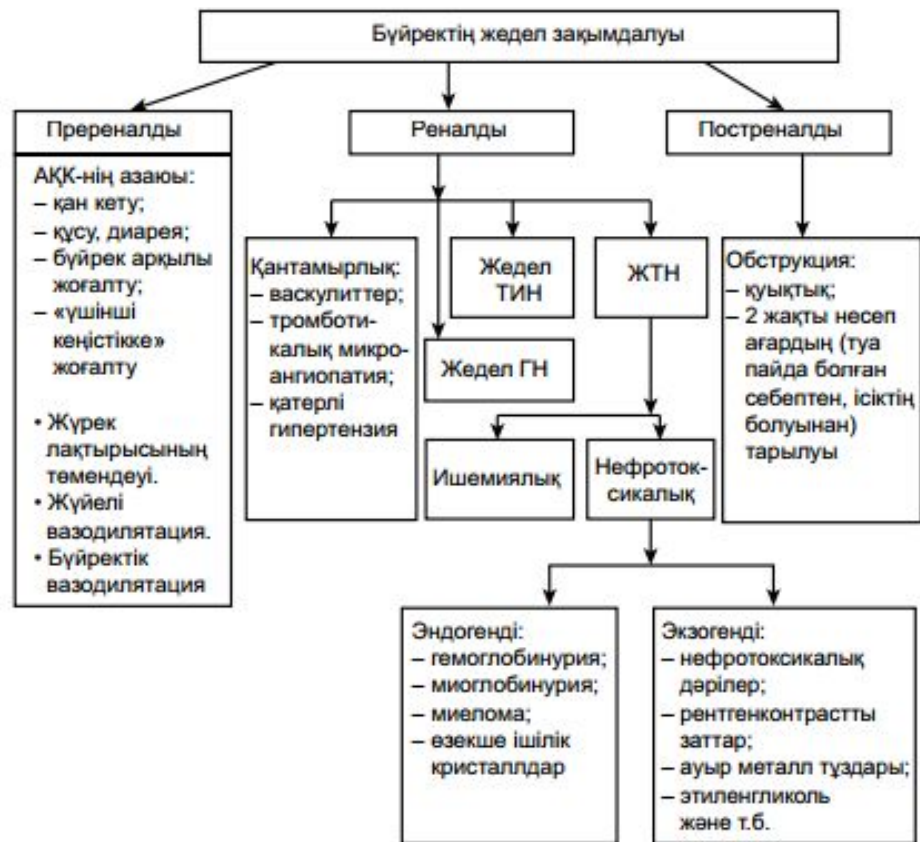 Бүйректің жедел зақымдалуы
Пререналды
АҚК-нің азаюы:
– қан кету;
– құсу, диарея;
– бүйрек арқылы
жоғалту;
– «үшінші
кеңістікке»
жоғалту
• Жүрек
лақтырысының
төмендеуі.
• Жүйелі
вазодилятация.
• Бүйректік
вазодилятация
Реналды
Қантамырлық:
– васкулиттер;
– тромботи-
калық микро-
ангиопатия;
– қатерлі
гипертензия
Жедел ГН
Жедел
ТИН
ЖТН
Ишемиялық
Нефроток-
сикалық
Эндогенді:
– гемоглобинурия;
– миоглобинурия;
– миелома;
– өзекше ішілік
кристаллдар
Экзогенді:
– нефротоксикалық
дәрілер;
– рентгенконтрастты
заттар;
– ауыр металл тұздары;
– этиленгликоль
және т.б.
Постреналды
Обструкция:
– қуықтық;
– 2 жақты несеп
ағардың (туа
пайда болған
себептен, ісіктің
болуынан)
тарылуы